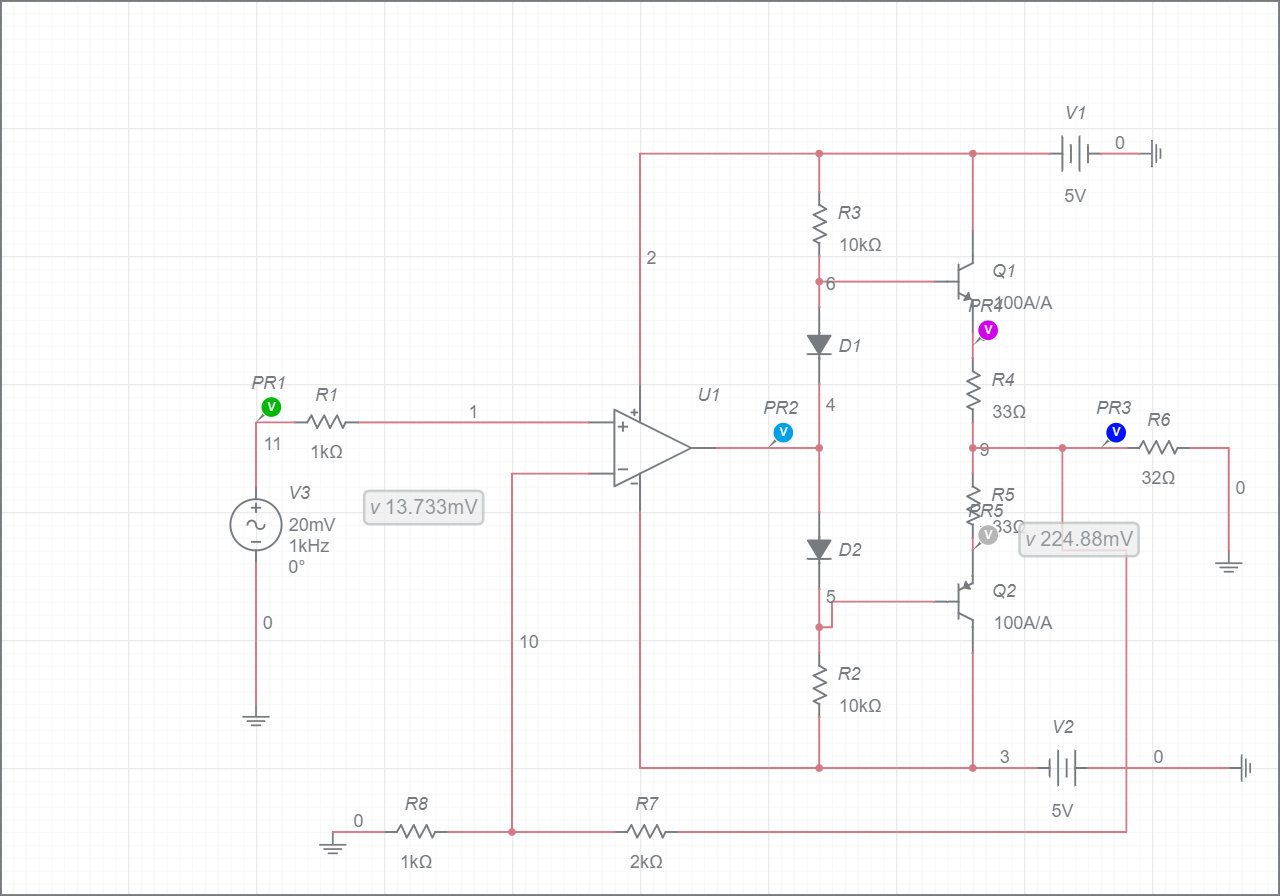 V1
0
5V
R3
10kΩ
2
Q1
6
100A/A
PR4
V
D1
R4
33Ω
PR1
V
R1
1
11
1kΩ
U1
+
+
−
−
PR2
V
4
PR3
V
R6
9
32Ω
0
V3
20mV
1kHz
0°
v 13.733mV
R5
33Ω
PR5
V
v 224.88mV
D2
5
Q2
100A/A
0
10
R2
10kΩ
V2
3
0
5V
R8
0
1kΩ
R7
2kΩ